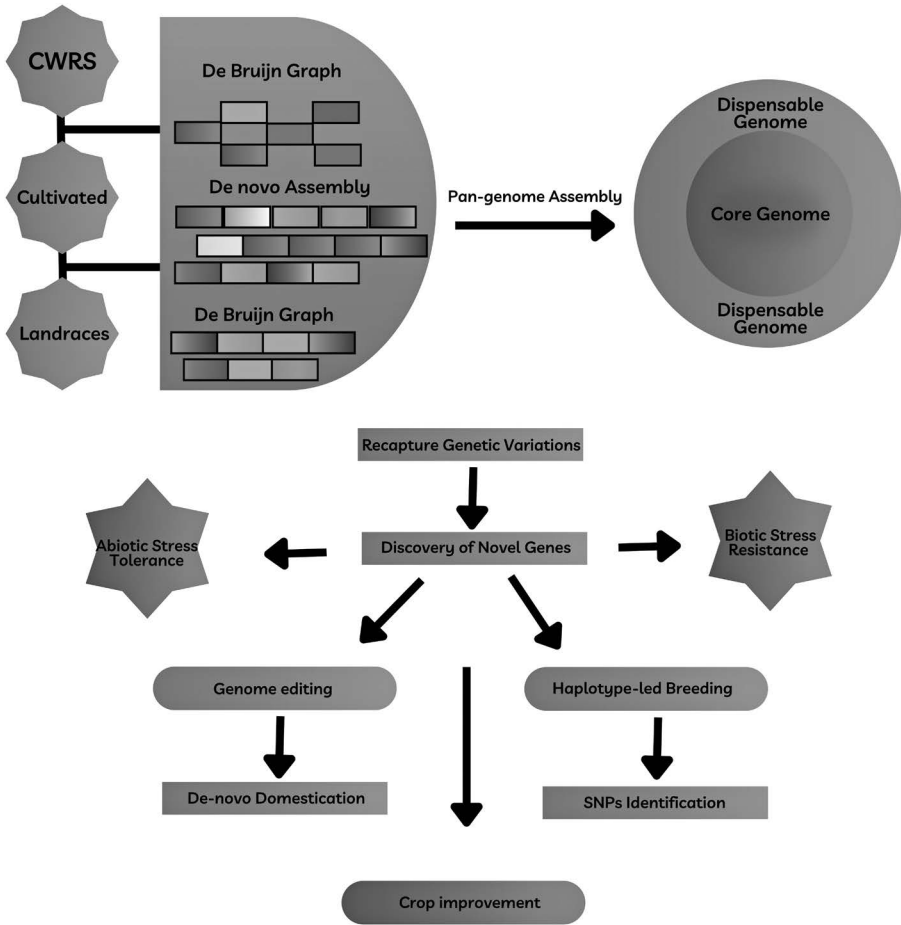 CWRS
Cultivated
Landraces
De Bruijn Graph
De novo Assembly
De Bruijn Graph
Pan-genome Assembly
Dispensable
Genome
Core Genome
Dispensable
Genome
Recapture Genetic Variations
Discovery of Novel Genes
Abiotic Stress
Tolerance
Biotic Stress
Resistance
Genome editing
Haplotype-led Breeding
De-novo Domestication
SNPs Identification
Crop improvement